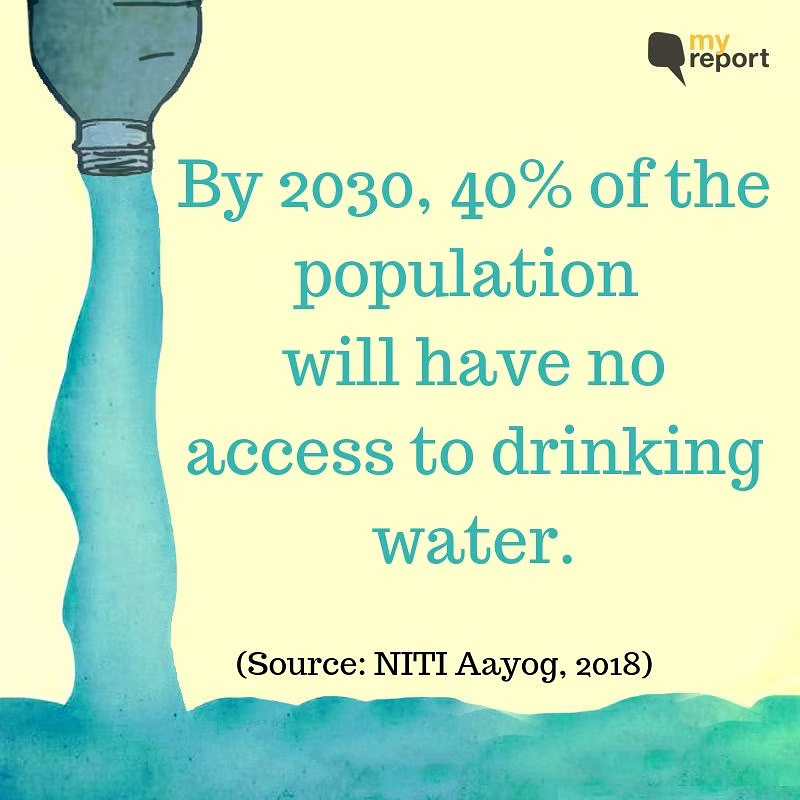 my
report
By 2030, 40% of the
population
will have no
access to drinking
water.
(Source: NITI Aayog, 2018)